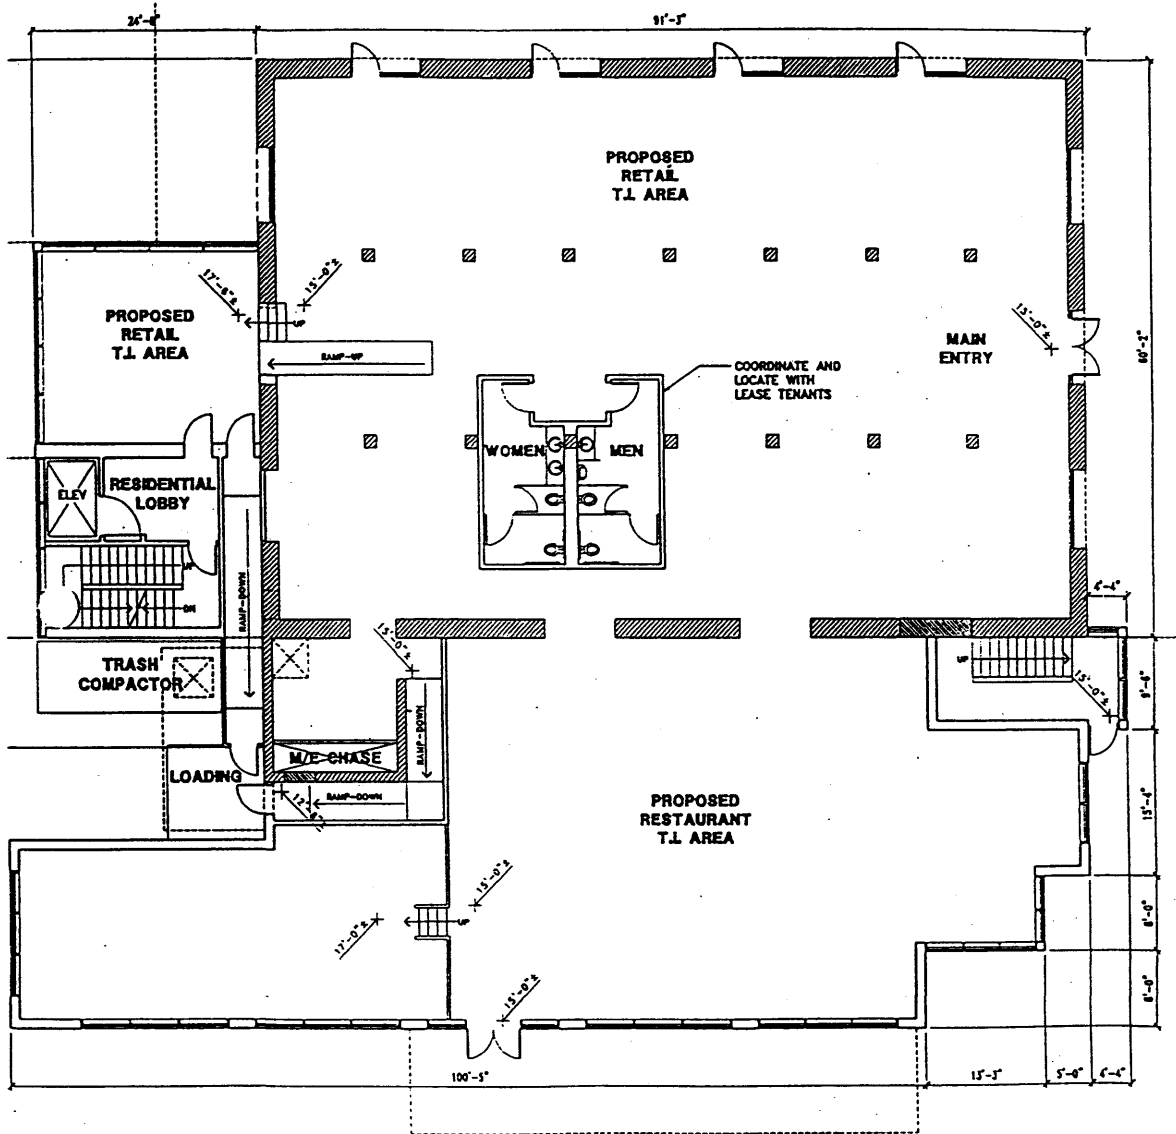 24'-8"
91'-3"
PROPOSED
RETAIL
T.I. AREA
17'-6"±
15'-0"±
PROPOSED
RETAIL
T.I. AREA
UP
15'-0"±
MAIN
ENTRY
60'-2"
RAMP-UP
COORDINATE AND
LOCATE WITH
LEASE TENANTS
WOMEN
MEN
ELEV
RESIDENTIAL
LOBBY
UP
RAMP-DOWN
DN
4'-4"
TRASH
COMPACTOR
15'-0"±
UP
15'-0"±
9'-6"
RAMP-DOWN
M/E CHASE
LOADING
RAMP-DOWN
PROPOSED
RESTAURANT
T.I. AREA
15'-4"
15'-0"±
17'-0"±
UP
8'-0"
15'-0"±
8'-0"
100'-5"
13'-3"
5'-0"
4'-4"